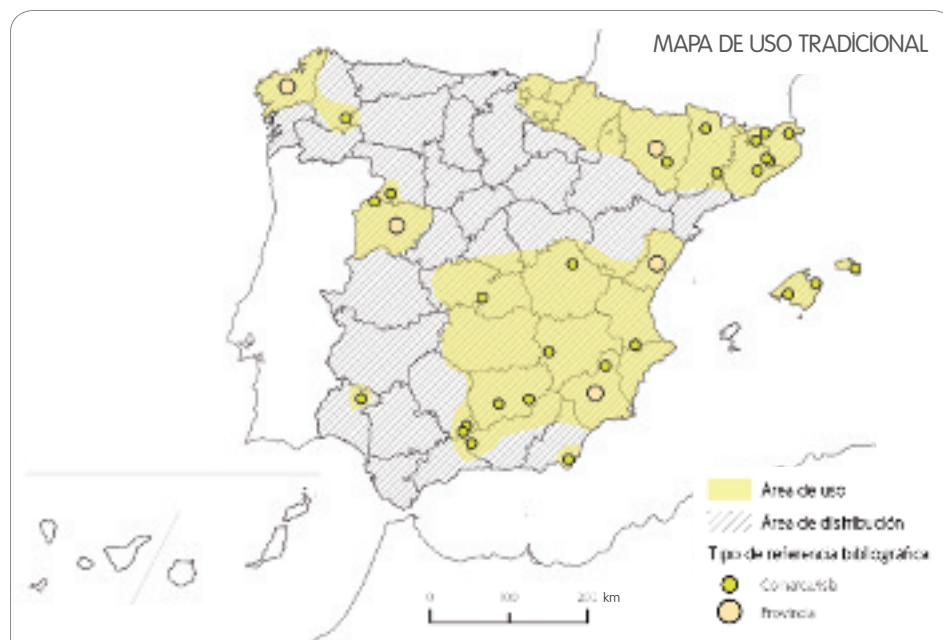 MAPA DE USO TRADICIONAL
Área de uso
Área de distribución
Tipo de referencia bibliográfica
Comarca/isla
Provincia
0 100 200 km